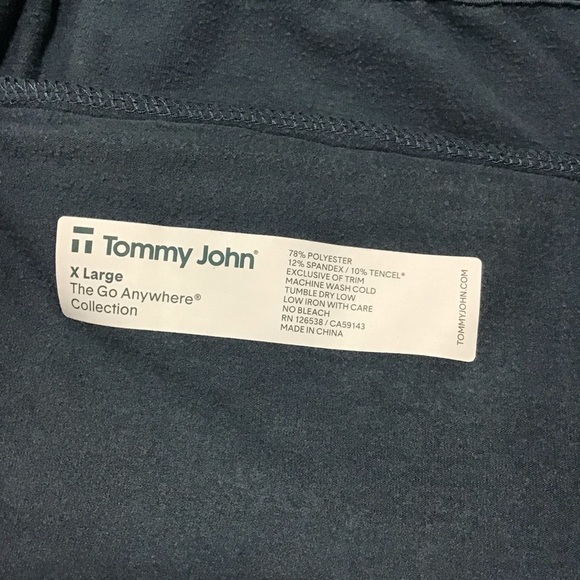 Tommy John®
X Large
The Go Anywhere®
Collection
78% POLYESTER
12% SPANDEX / 10% TENCEL®
EXCLUSIVE OF TRIM
MACHINE WASH COLD
TUMBLE DRY LOW
LOW IRON WITH CARE
NO BLEACH
RN 126538 / CA59143
MADE IN CHINA
TOMMYJOHN.COM